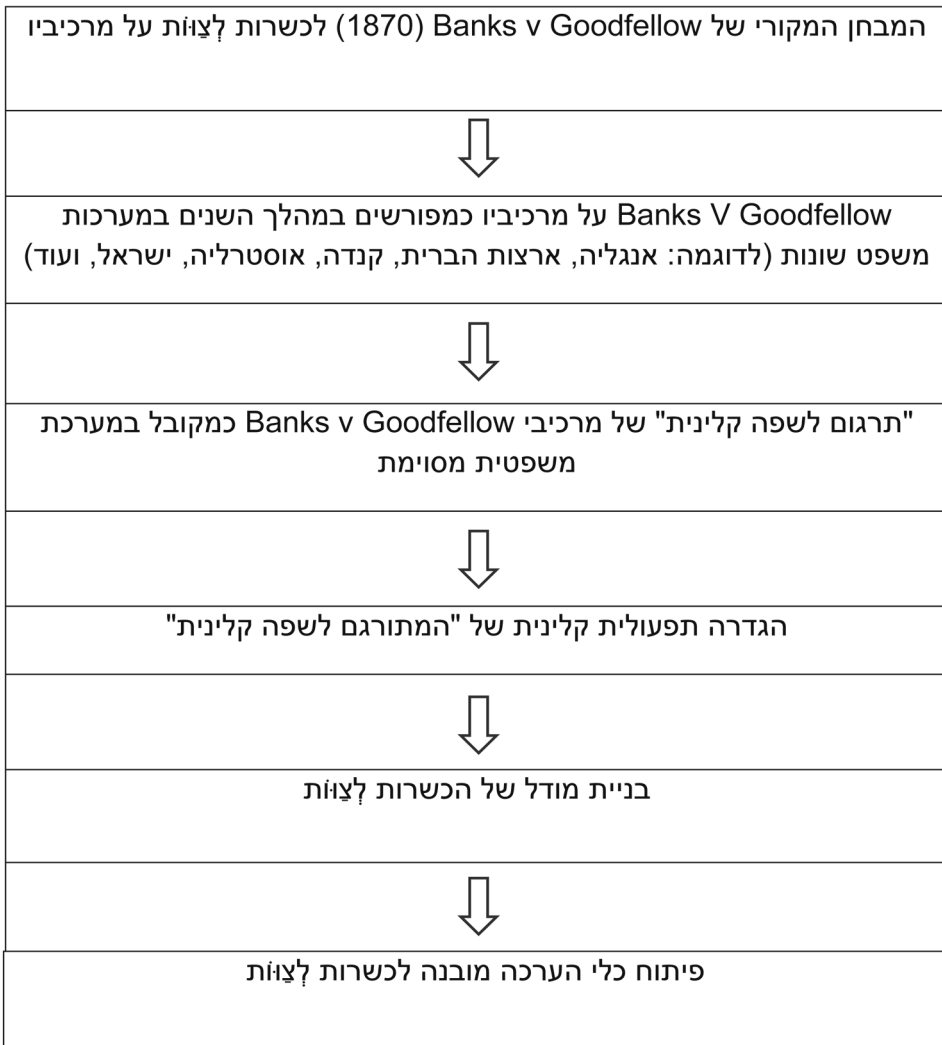 המבחן המקורי של Banks v Goodfellow (1870) לכשרות לְצַוּוֹת על מרכיביו
Banks V Goodfellow על מרכיביו כמפורשים במהלך השנים במערכות
משפט שונות (לדוגמה: אנגליה, ארצות הברית, קנדה, אוסטרליה, ישראל, ועוד)
"תרגום לשפה קלינית" של מרכיבי Banks v Goodfellow כמקובל במערכת
משפטית מסוימת
הגדרה תפעולית קלינית של "המתורגם לשפה קלינית"
בניית מודל של הכשרות לְצַוּוֹת
פיתוח כלי הערכה מובנה לכשרות לְצַוּוֹת